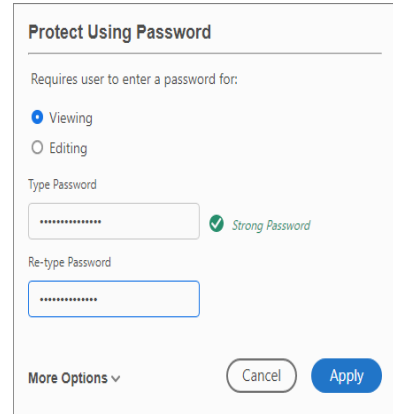 Protect Using Password
Requires user to enter a password for:
Viewing
Editing
Type Password
•••••••••••••••
Strong Password
Re-type Password
••••••••••••••
More Options
Cancel
Apply